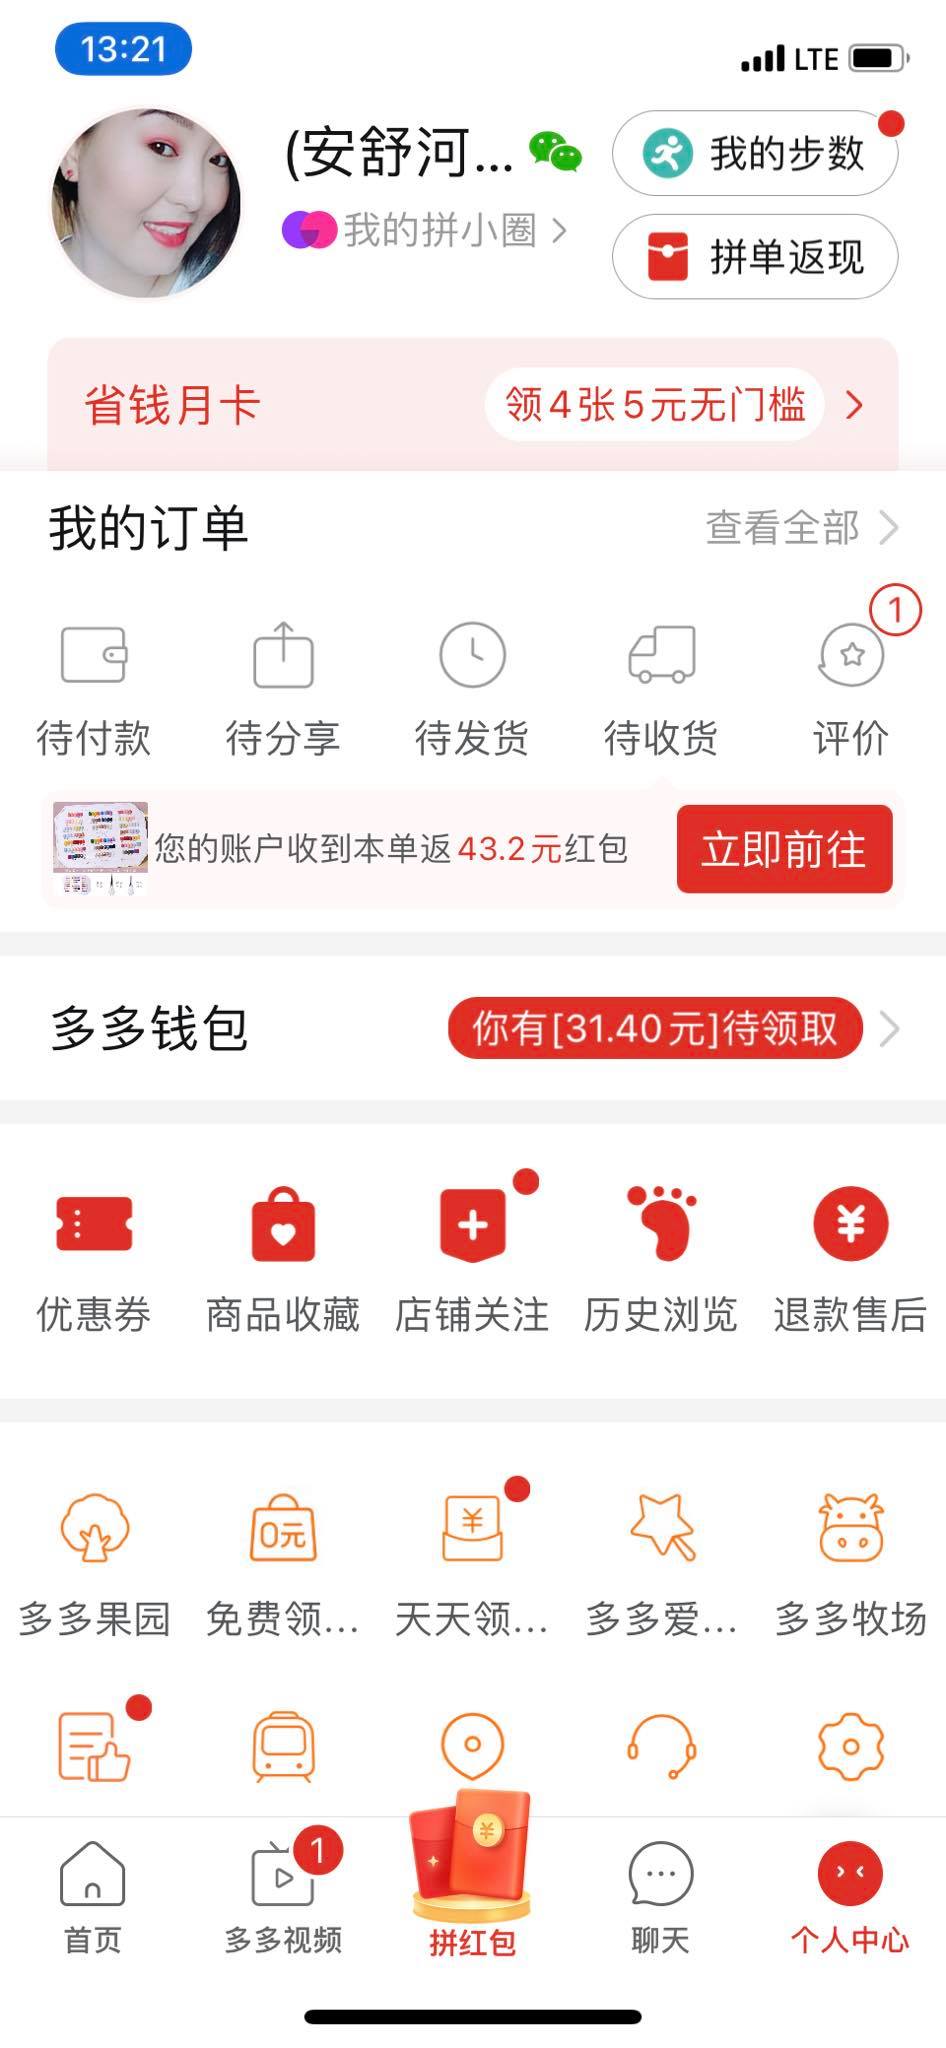 13:21
LTE
(安舒河...
我的步数
我的拼小圈
拼单返现
省钱月卡
领4张5元无门槛
我的订单
查看全部
1
待付款
待分享
待发货
待收货
评价
您的账户收到本单返43.2元红包
立即前往
多多钱包
你有[31.40元]待领取
优惠券
商品收藏
店铺关注
历史浏览
退款售后
0元
多多果园
免费领...
天天领...
多多爱...
多多牧场
1
首页
多多视频
拼红包
聊天
个人中心